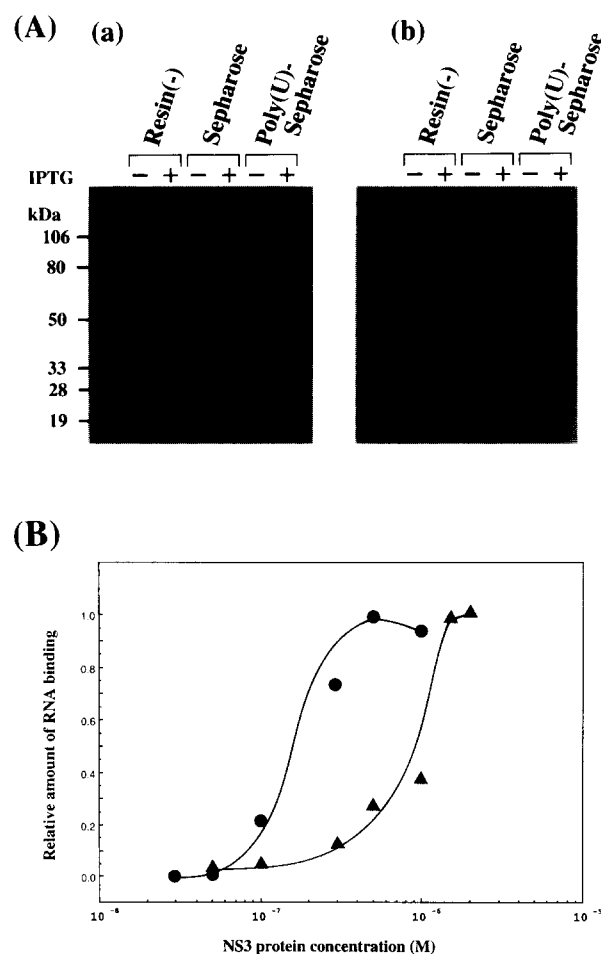 (A)
(a)
(b)
Resin(-)
Sepharose
Poly(U)-
Sepharose
Resin(-)
Sepharose
Poly(U)-
Sepharose
IPTG − + − + − + − + − + − +
kDa
106
80
50
33
28
19
(B)
Relative amount of RNA binding
1.0
0.8
0.6
0.4
0.2
0.0
10⁻⁸ 10⁻⁷ 10⁻⁶ 10⁻⁵
NS3 protein concentration (M)